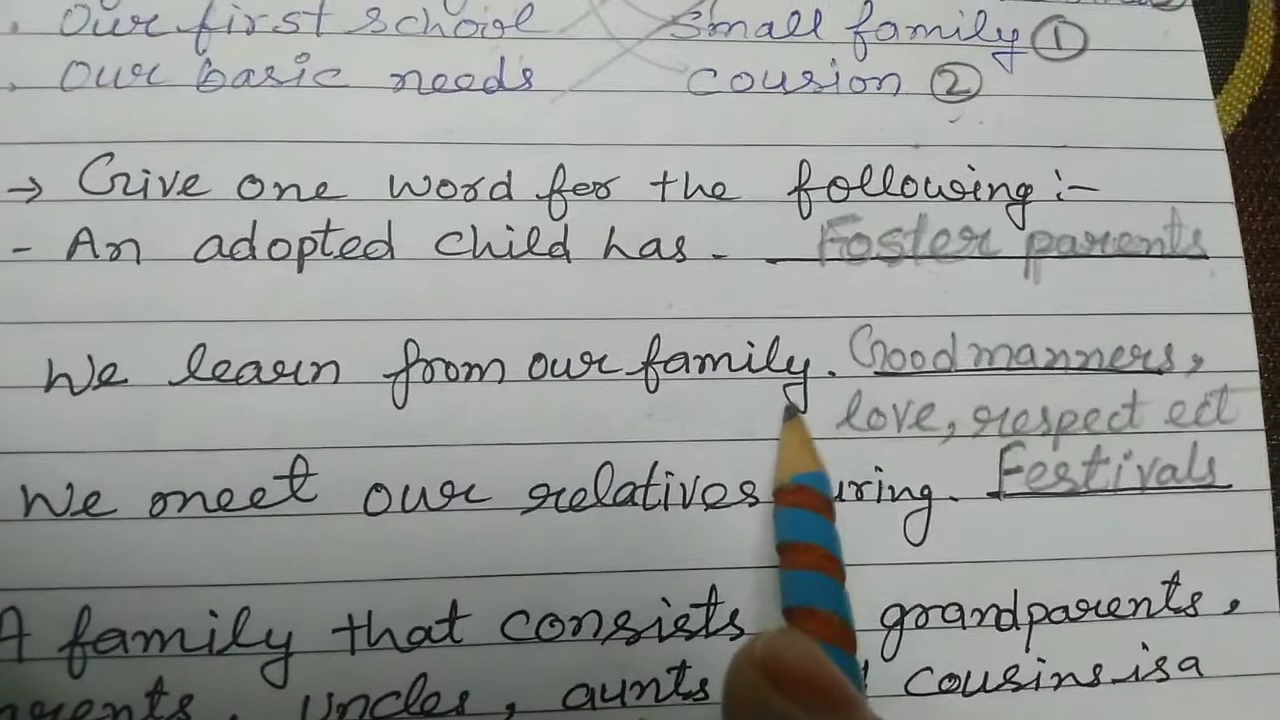 . Our first school Small family ①
. Our basic needs cousion ②
→ Give one word for the following :-
- An adopted child has - Foster parents
We learn from our family. Good manners,
love, respect ect
We meet our relatives uring. Festivals
A family that consists grandparents,
uncles, aunts cousins is a